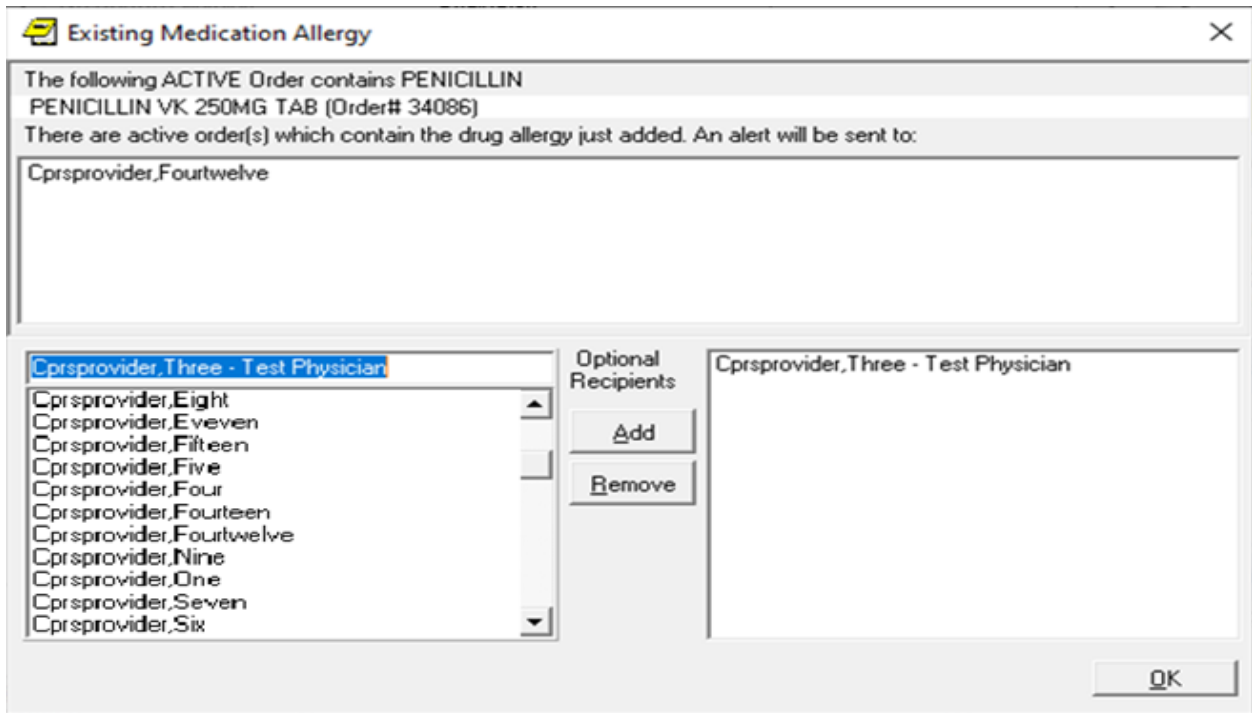 Existing Medication Allergy
The following ACTIVE Order contains PENICILLIN
PENICILLIN VK 250MG TAB (Order# 34086)
There are active order(s) which contain the drug allergy just added. An alert will be sent to:
Cprsprovider,Fourtwelve
Cprsprovider,Three - Test Physician
Cprsprovider,Eight
Cprsprovider,Eveven
Cprsprovider,Fifteen
Cprsprovider,Five
Cprsprovider,Four
Cprsprovider,Fourteen
Cprsprovider,Fourtwelve
Cprsprovider,Nine
Cprsprovider,One
Cprsprovider,Seven
Cprsprovider,Six
Optional
Recipients
Add
Remove
Cprsprovider,Three - Test Physician
OK